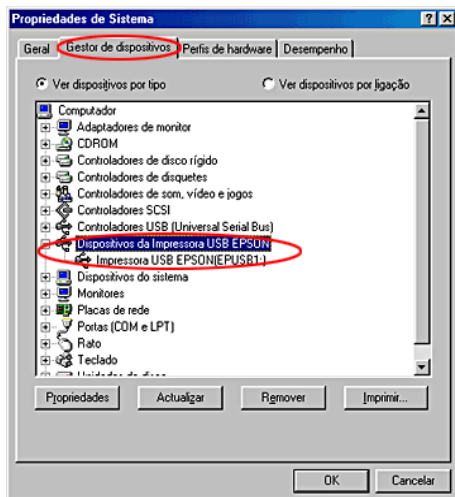 Propriedades de Sistema
Geral Gestor de dispositivos Perfis de hardware Desempenho
Ver dispositivos por tipo Ver dispositivos por ligação
Computador
Adaptadores de monitor
CDROM
Controladores de disco rígido
Controladores de disquetes
Controladores de som, vídeo e jogos
Controladores SCSI
Controladores USB (Universal Serial Bus)
Dispositivos da Impressora USB EPSON
Impressora USB EPSON(EPUSB1:)
Dispositivos do sistema
Monitores
Placas de rede
Portas (COM e LPT)
Rato
Teclado
Propriedades Actualizar Remover Imprimir...
OK Cancelar